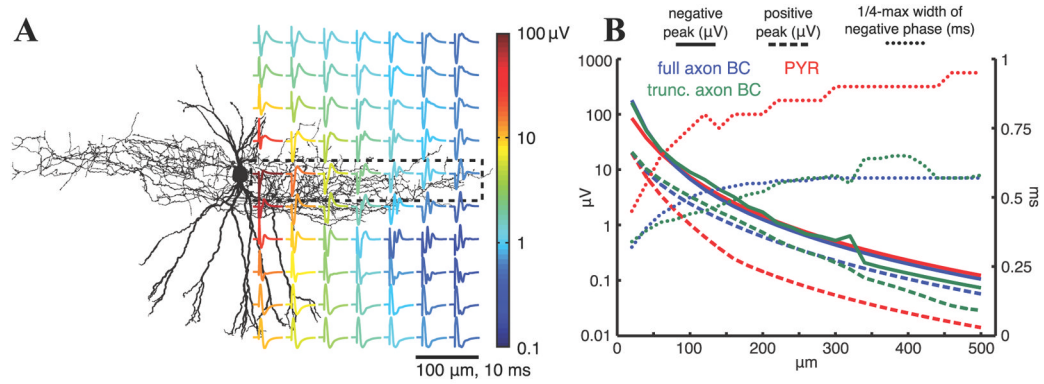 A
100 µV
10
1
0.1
100 µm, 10 ms
B
negative
peak (µV)
positive
peak (µV)
1/4-max width of
negative phase (ms)
full axon BC
PYR
trunc. axon BC
1000
100
10
1
0.1
0.01
µV
1
0.75
0.5
0.25
0
ms
0
100
200
300
400
500
µm